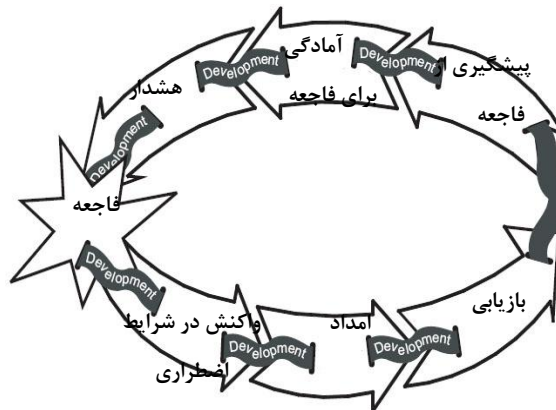 آمادگی
برای فاجعه
پیشگیری از
فاجعه
هشدار
فاجعه
واکنش در شرایط
اضطراری
امداد
بازیابی
Development
Development
Development
Development
Development
Development